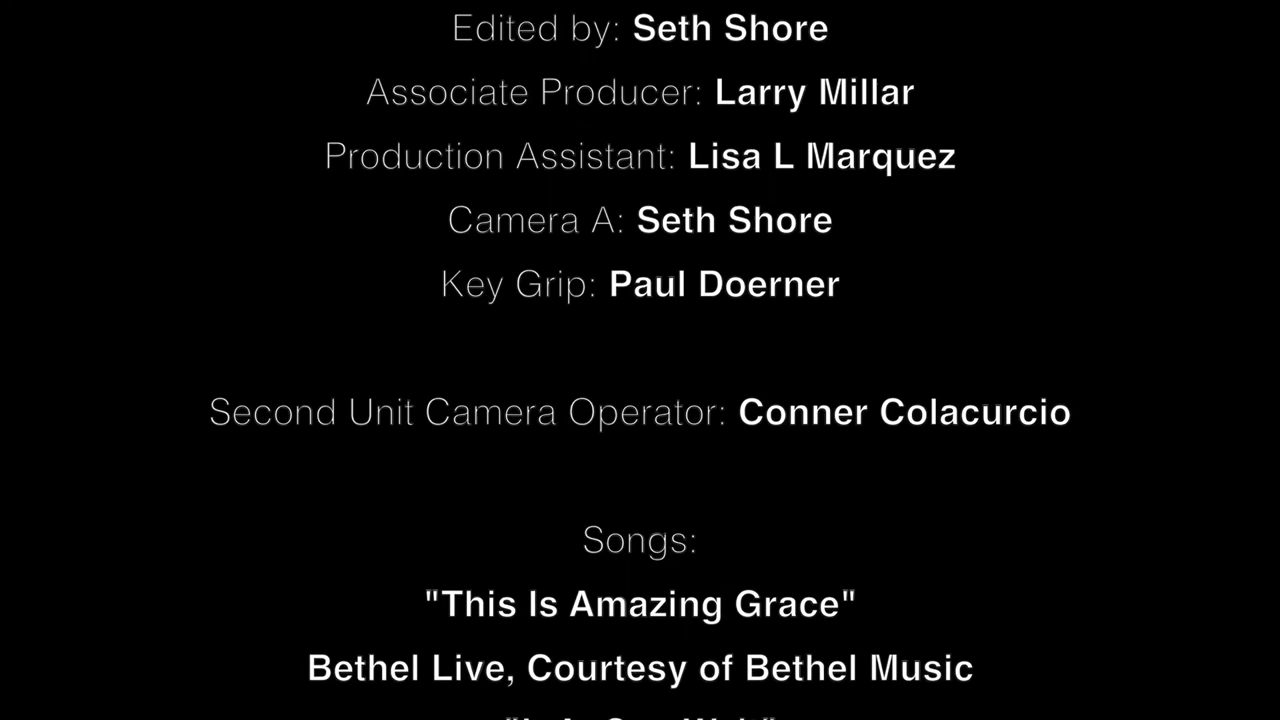 Edited by: Seth Shore
Associate Producer: Larry Millar
Production Assistant: Lisa L Marquez
Camera A: Seth Shore
Key Grip: Paul Doerner
Second Unit Camera Operator: Conner Colacurcio
Songs:
"This Is Amazing Grace"
Bethel Live, Courtesy of Bethel Music